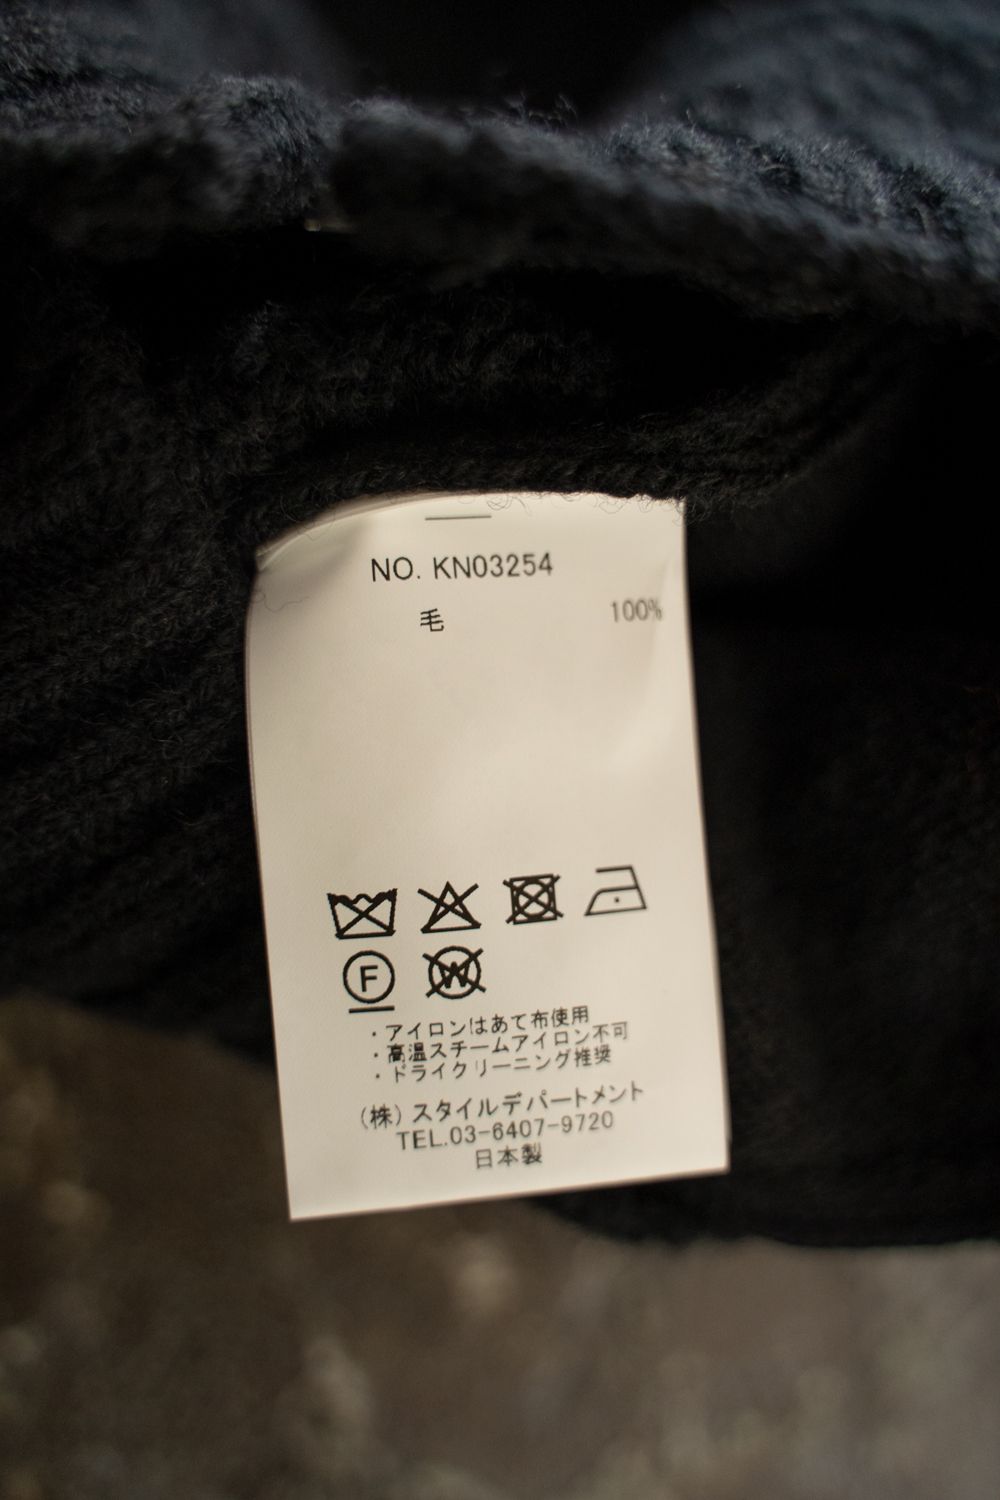 NO. KN03254
毛 100%
F
W
・アイロンはあて布使用
・高温スチームアイロン不可
・ドライクリーニング推奨
(株)スタイルデパートメント
TEL.03-6407-9720
日本製